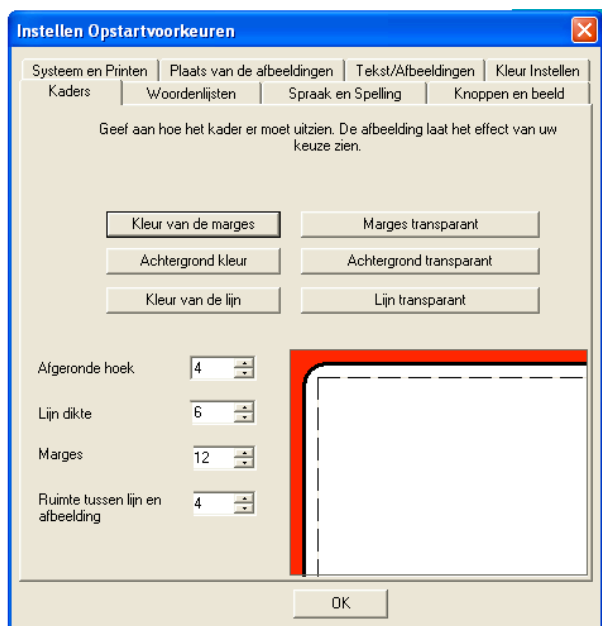 Instellen Opstartvoorkeuren
Systeem en Printen Plaats van de afbeeldingen Tekst/Afbeeldingen Kleur Instellen
Kaders Woordenlijsten Spraak en Spelling Knoppen en beeld
Geef aan hoe het kader er moet uitzien. De afbeelding laat het effect van uw
keuze zien.
Kleur van de marges Marges transparant
Achtergrond kleur Achtergrond transparant
Kleur van de lijn Lijn transparant
Afgeronde hoek 4
Lijn dikte 6
Marges 12
Ruimte tussen lijn en 4
afbeelding
OK